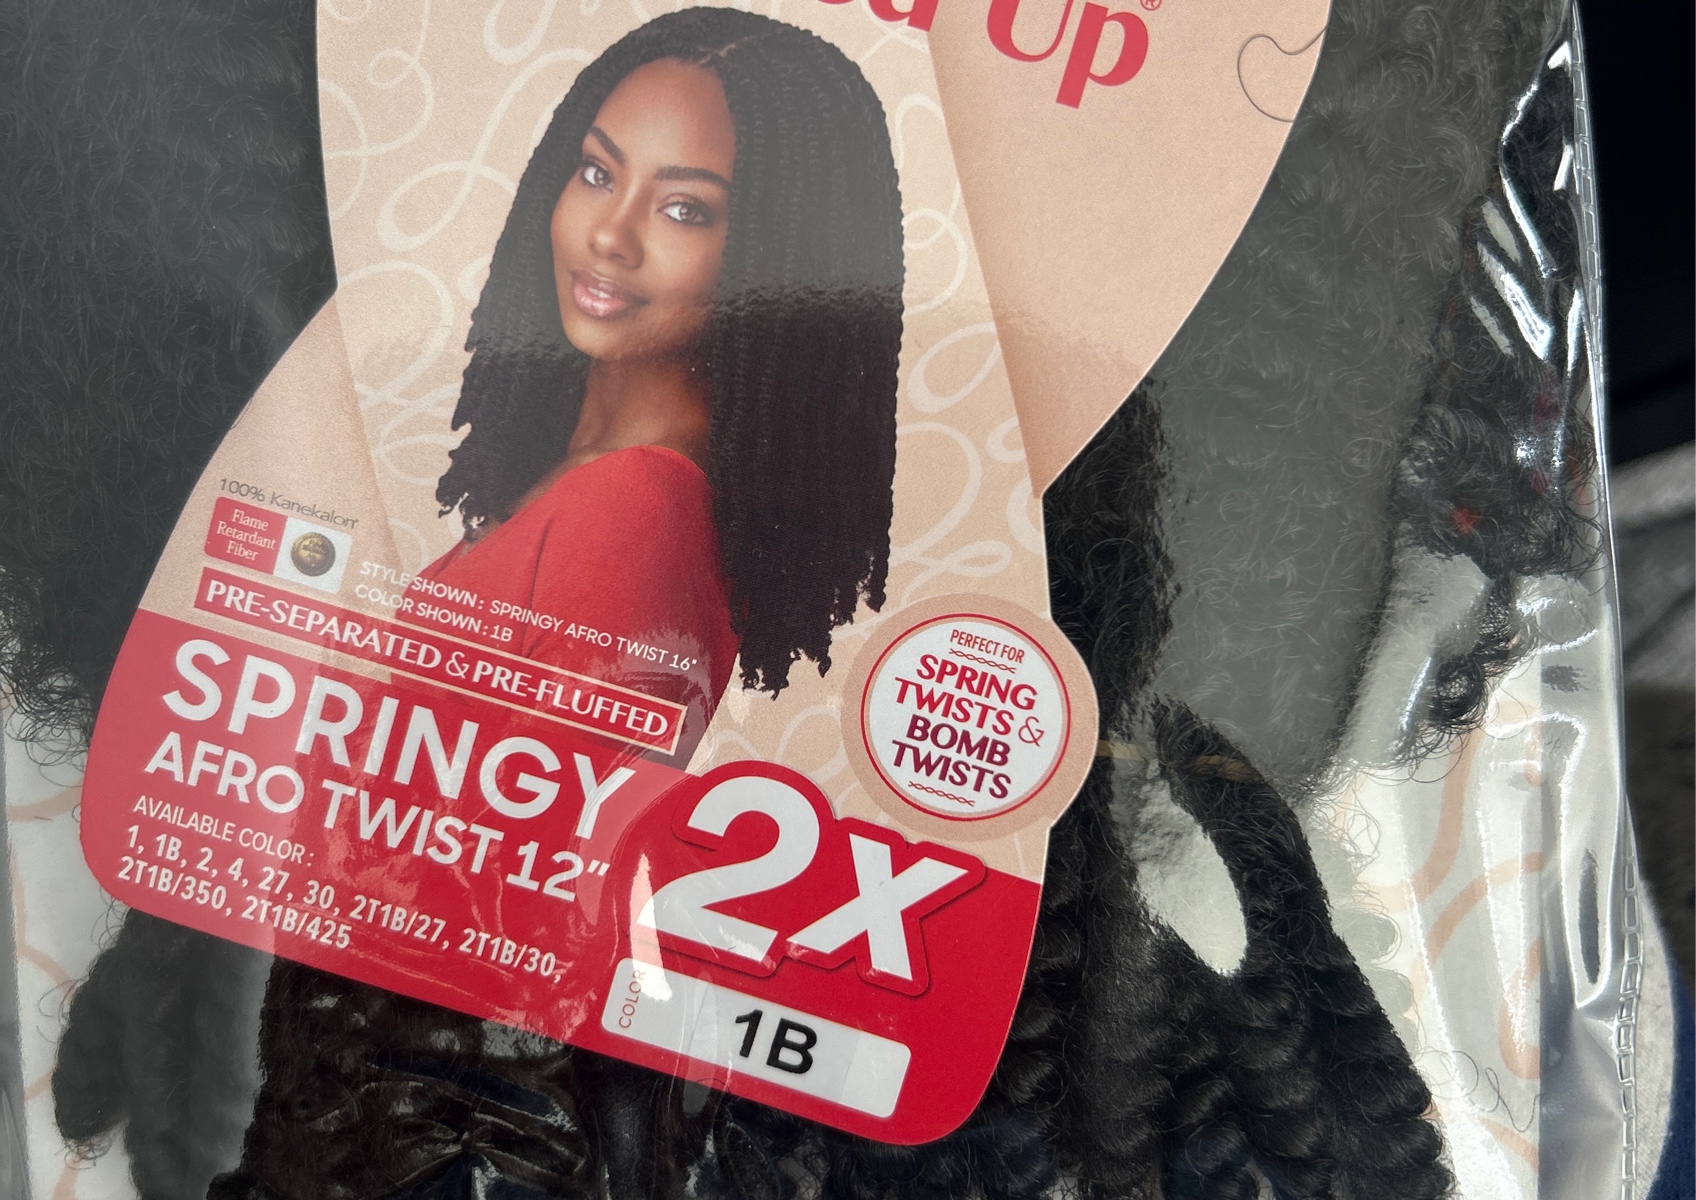 Up®
100% Kanekalon®
Flame
Retardant
Fiber
STYLE SHOWN : SPRINGY AFRO TWIST 16"
COLOR SHOWN : 1B
PRE-SEPARATED & PRE-FLUFFED
SPRINGY
AFRO TWIST 12"
AVAILABLE COLOR :
1, 1B, 2, 4, 27, 30, 2T1B/27, 2T1B/30,
2T1B/350, 2T1B/425
2X
COLOR
1B
PERFECT FOR
SPRING
TWISTS &
BOMB
TWISTS